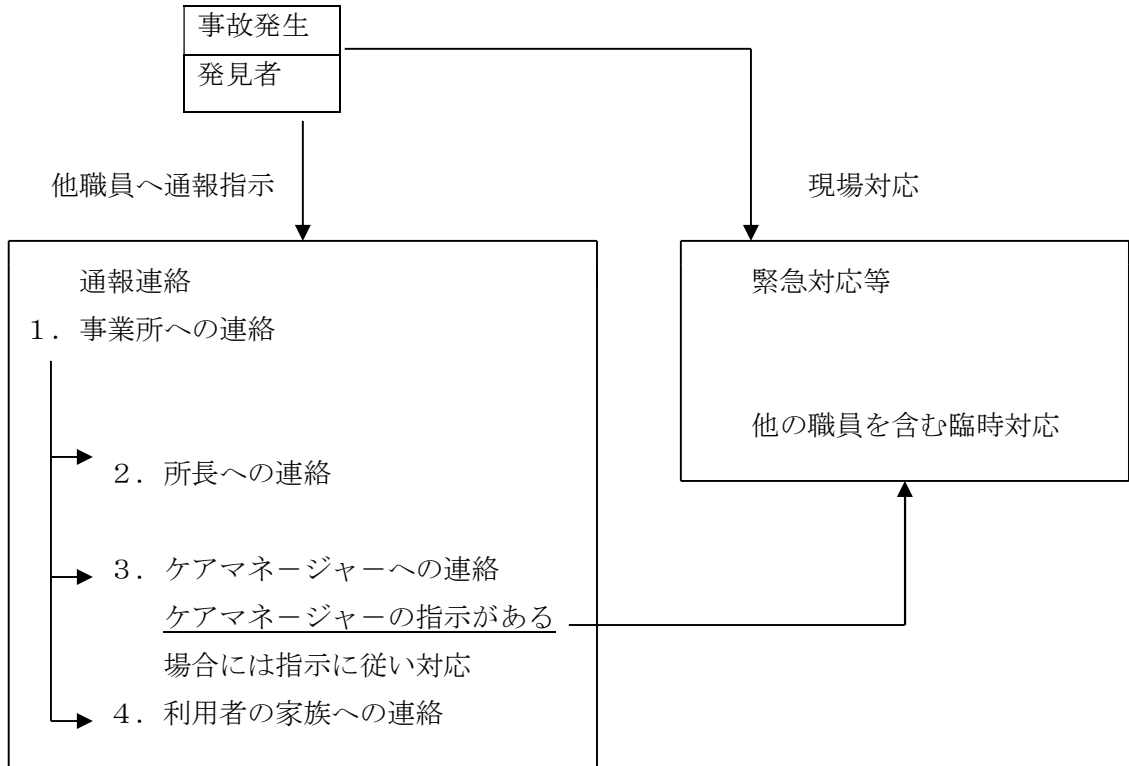 事故発生
発見者
他職員へ通報指示
現場対応
通報連絡
１．事業所への連絡
２．所長への連絡
３．ケアマネ－ジャ－への連絡
ケアマネ－ジャ－の指示がある
場合には指示に従い対応
４．利用者の家族への連絡
緊急対応等
他の職員を含む臨時対応